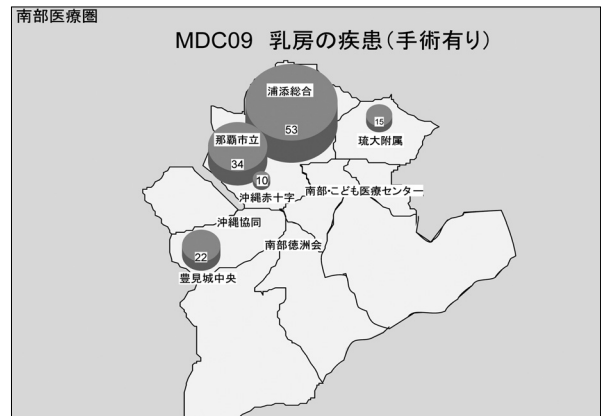 南部医療圏
MDC09 乳房の疾患(手術有り)
浦添総合
53
15
琉大附属
那覇市立
34
10
沖縄赤十字
南部・こども医療センター
沖縄協同
南部徳洲会
22
豊見城中央